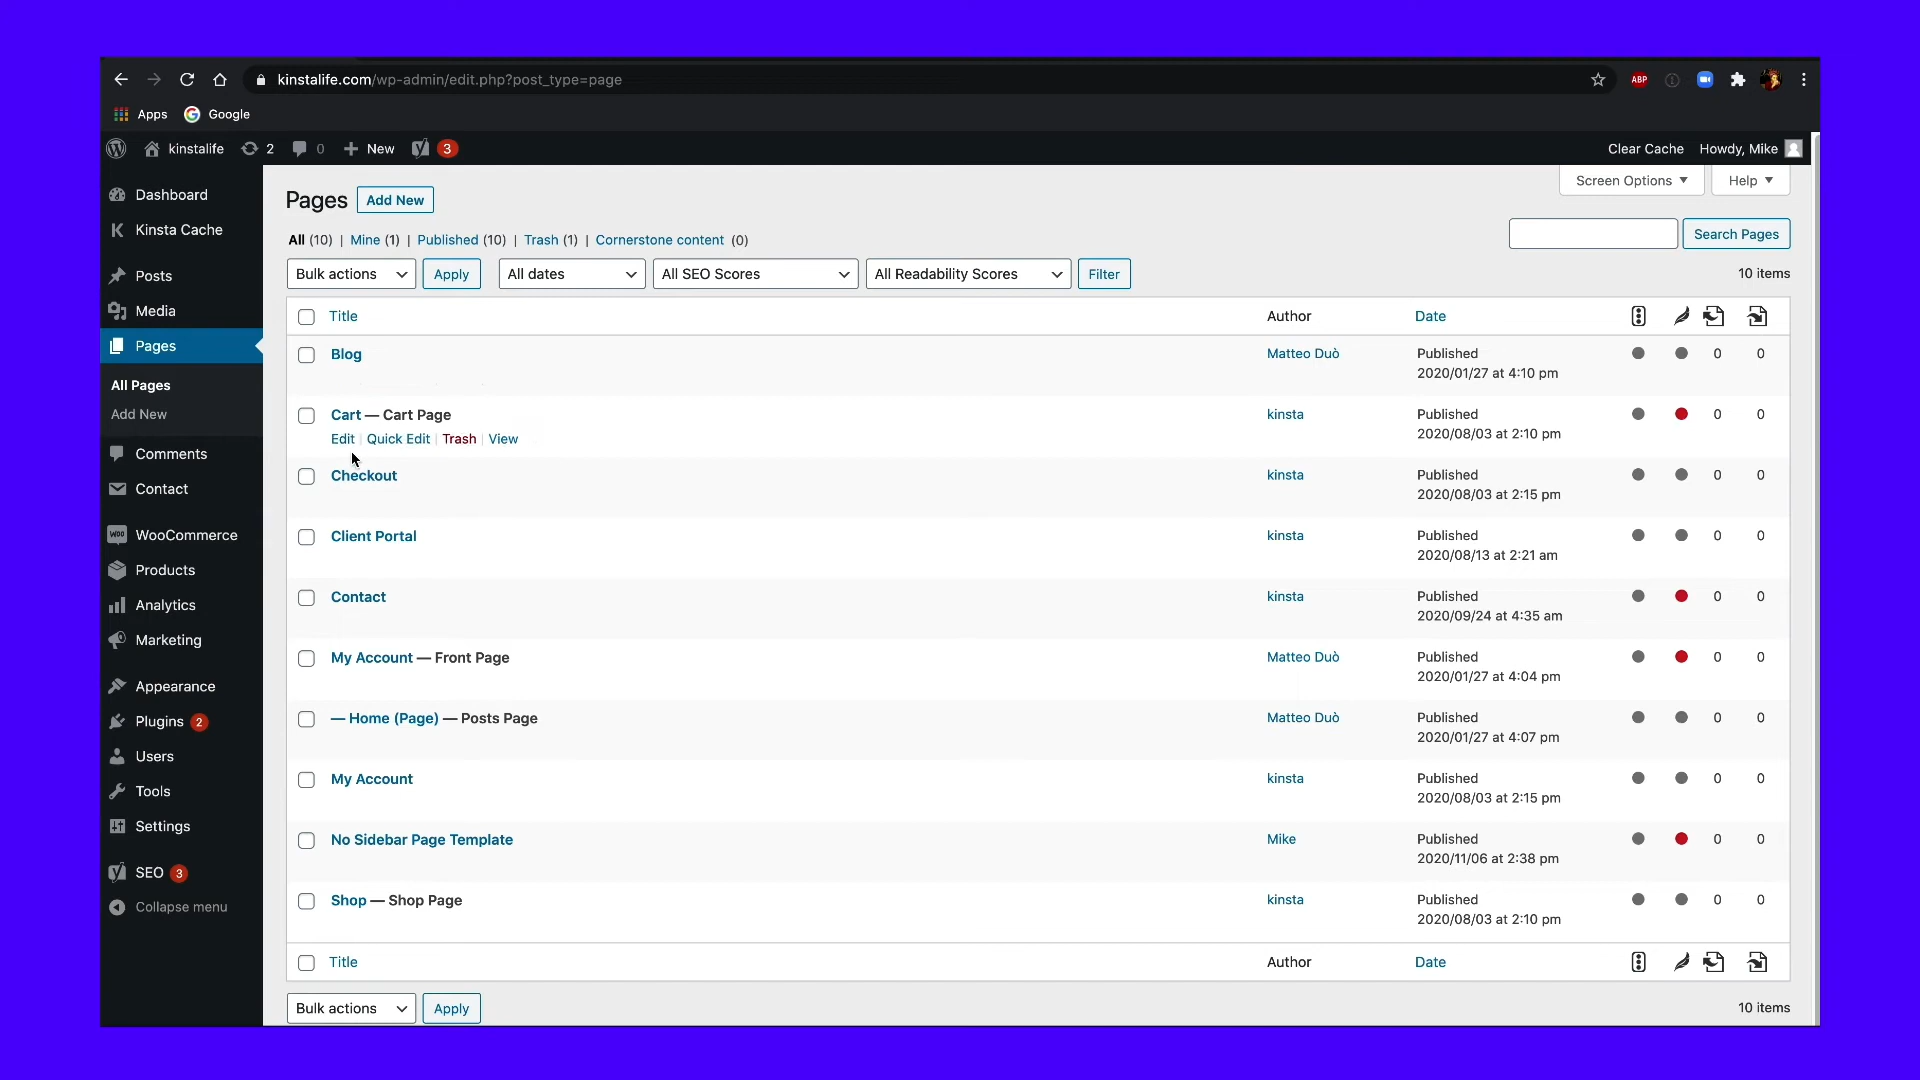 kinstalife.com/wp-admin/edit.php?post_type=page
ABP
Apps Google
kinstalife 2 0 New 3 Clear Cache Howdy, Mike
Screen Options Help
Dashboard
Kinsta Cache
Posts
Media
Pages
All Pages
Add New
Comments
Contact
WOO WooCommerce
Products
Analytics
Marketing
Appearance
Plugins 2
Users
Tools
Settings
SEO 3
Collapse menu
Pages Add New
All (10) | Mine (1) | Published (10) | Trash (1) | Cornerstone content (0)
Search Pages
Bulk actions Apply All dates All SEO Scores All Readability Scores Filter 10 items
Title Author Date
Blog Matteo Duò Published 0 0
2020/01/27 at 4:10 pm
Cart — Cart Page kinsta Published 0 0
Edit | Quick Edit | Trash | View 2020/08/03 at 2:10 pm
Checkout kinsta Published 0 0
2020/08/03 at 2:15 pm
Client Portal kinsta Published 0 0
2020/08/13 at 2:21 am
Contact kinsta Published 0 0
2020/09/24 at 4:35 am
My Account — Front Page Matteo Duò Published 0 0
2020/01/27 at 4:04 pm
— Home (Page) — Posts Page Matteo Duò Published 0 0
2020/01/27 at 4:07 pm
My Account kinsta Published 0 0
2020/08/03 at 2:15 pm
No Sidebar Page Template Mike Published 0 0
2020/11/06 at 2:38 pm
Shop — Shop Page kinsta Published 0 0
2020/08/03 at 2:10 pm
Title Author Date
Bulk actions Apply 10 items